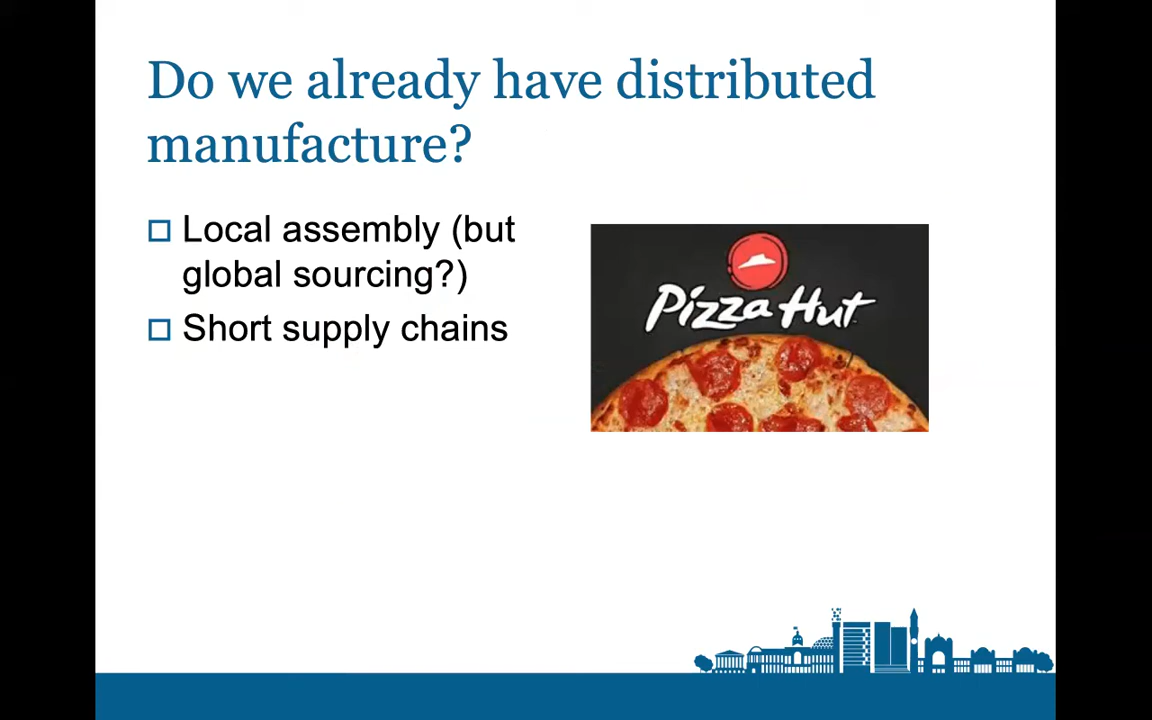 Do we already have distributed
manufacture?
Local assembly (but
global sourcing?)
Short supply chains
Pizza Hut